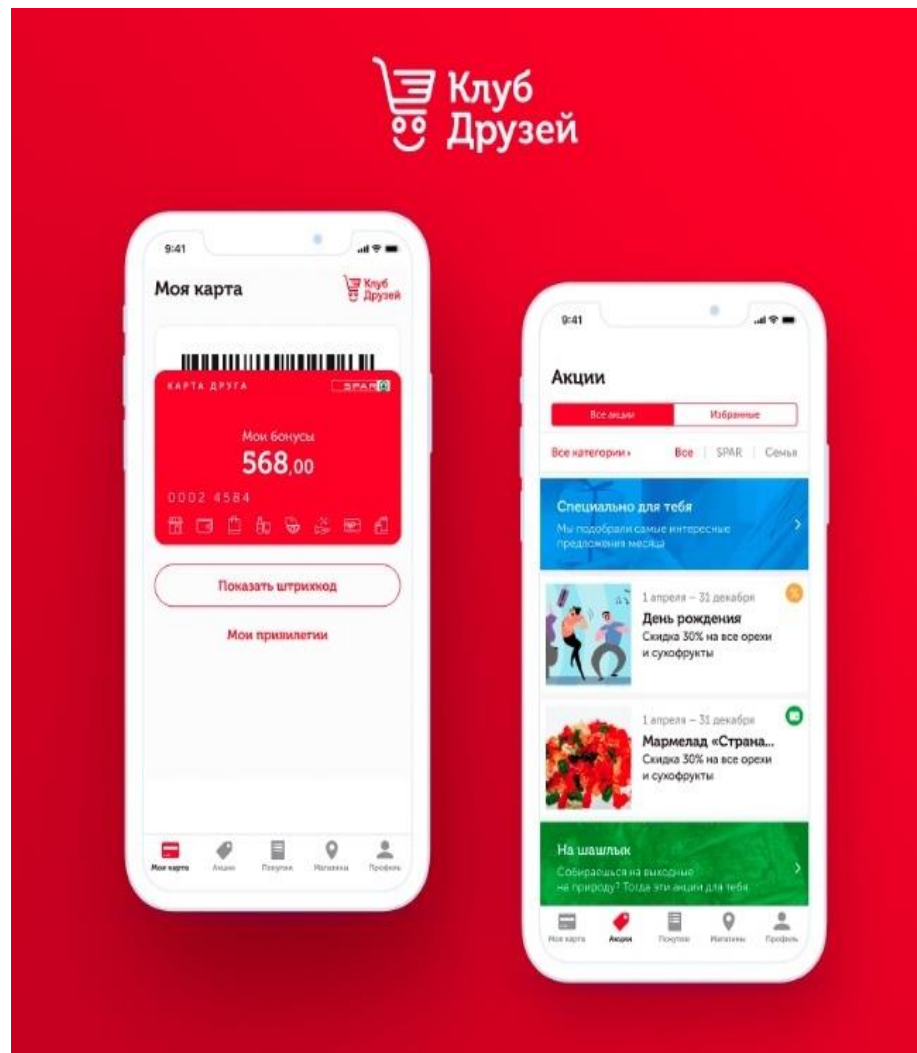 Клуб
Друзей
9:41
Моя карта
Клуб
Друзей
КАРТА ДРУГА
SPAR
Мои бонусы
568,00
0002 4584
Показать штрихкод
Мои привилегии
Моя карта
Акции
Покупки
Магазины
Профиль
9:41
Акции
Все акции
Избранные
Все категории
Все | SPAR | Семья
Специально для тебя
Мы подобрали самые интересные
предложения месяца
1 апреля – 31 декабря
День рождения
Скидка 30% на все орехи
и сухофрукты
1 апреля – 31 декабря
Мармелад «Страна...
Скидка 30% на все орехи
и сухофрукты
На шашлык
Собираешься на выходные
на природу? Тогда эти акции для тебя
Моя карта
Акции
Покупки
Магазины
Профиль